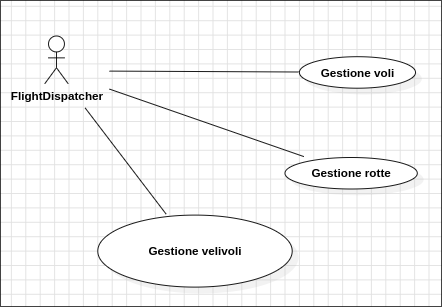 Gestione voli
FlightDispatcher
Gestione rotte
Gestione velivoli